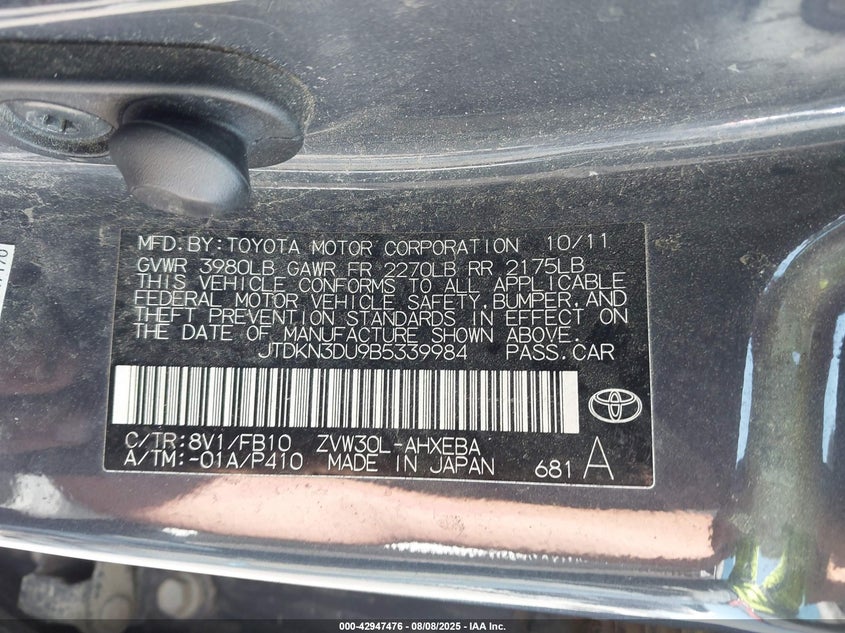 MFD.BY:TOYOTA MOTOR CORPORATION 10/11
GVWR 3980LB GAWR FR 2270LB RR 2175LB
THIS VEHICLE CONFORMS TO ALL APPLICABLE
FEDERAL MOTOR VEHICLE SAFETY,BUMPER,AND
THEFT PREVENTION STANDARDS IN EFFECT ON
THE DATE OF MANUFACTURE SHOWN ABOVE.
JTDKN3DU9B5339984 PASS.CAR
C/TR:8V1/FB10 ZVW30L-AHXEBA
A/TM:-01A/P410 MADE IN JAPAN 681 A
000-42947476 - 08/08/2025 - IAA Inc.